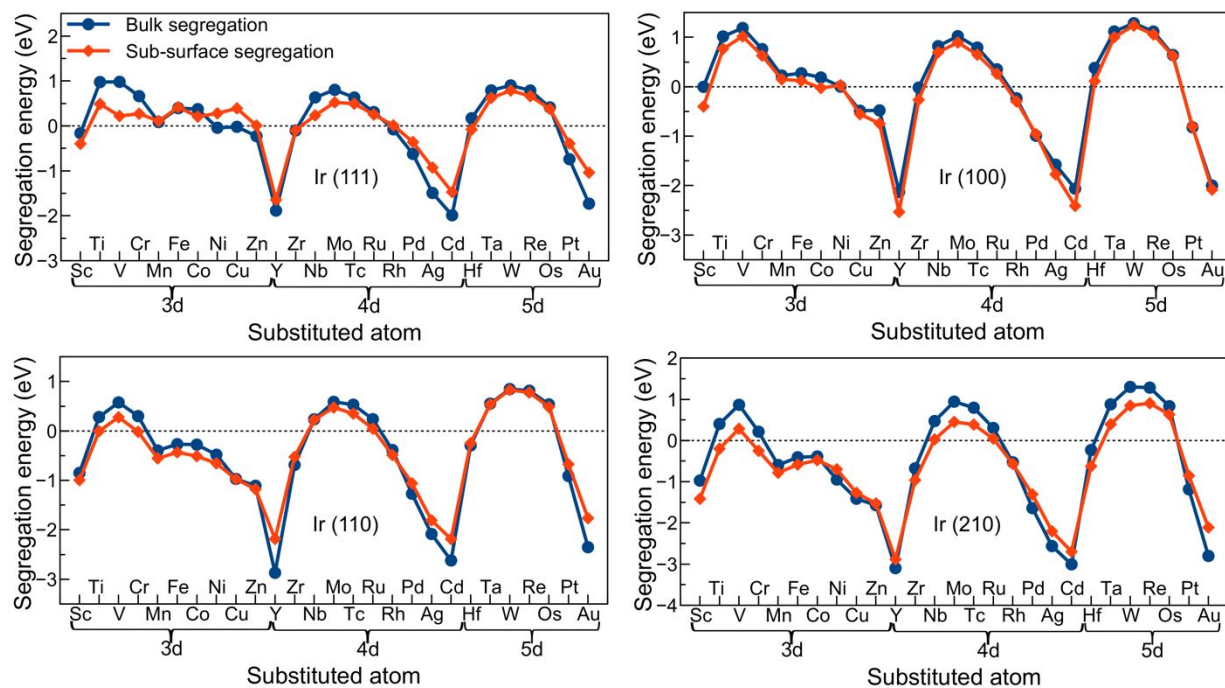 Segregation energy (eV)
2
1
0
−1
−2
−3
Bulk segregation
Sub-surface segregation
Ir (111)
Ti Cr Fe Ni Zn Zr Mo Ru Pd Cd Ta Re Pt
Sc V Mn Co Cu Y Nb Tc Rh Ag Hf W Os Au
3d 4d 5d
Substituted atom
Segregation energy (eV)
1
0
−1
−2
−3
Ir (100)
Ti Cr Fe Ni Zn Zr Mo Ru Pd Cd Ta Re Pt
Sc V Mn Co Cu Y Nb Tc Rh Ag Hf W Os Au
3d 4d 5d
Substituted atom
Segregation energy (eV)
1
0
−1
−2
−3
Ir (110)
Ti Cr Fe Ni Zn Zr Mo Ru Pd Cd Ta Re Pt
Sc V Mn Co Cu Y Nb Tc Rh Ag Hf W Os Au
3d 4d 5d
Substituted atom
Segregation energy (eV)
2
1
0
−1
−2
−3
−4
Ir (210)
Ti Cr Fe Ni Zn Zr Mo Ru Pd Cd Ta Re Pt
Sc V Mn Co Cu Y Nb Tc Rh Ag Hf W Os Au
3d 4d 5d
Substituted atom